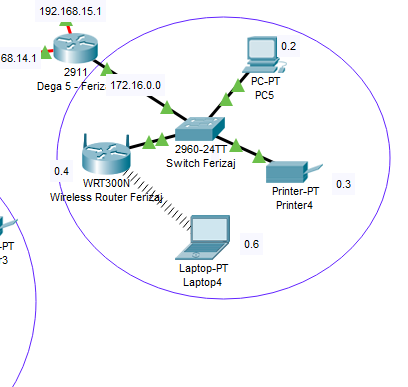 192.168.15.1
68.14.1
2911
Dega 5 - Feriz
172.16.0.0
0.2
PC-PT
PC5
2960-24TT
Switch Ferizaj
0.4
WRT300N
Wireless Router Ferizaj
Printer-PT
Printer4
0.3
0.6
Laptop-PT
Laptop4
-PT
r3